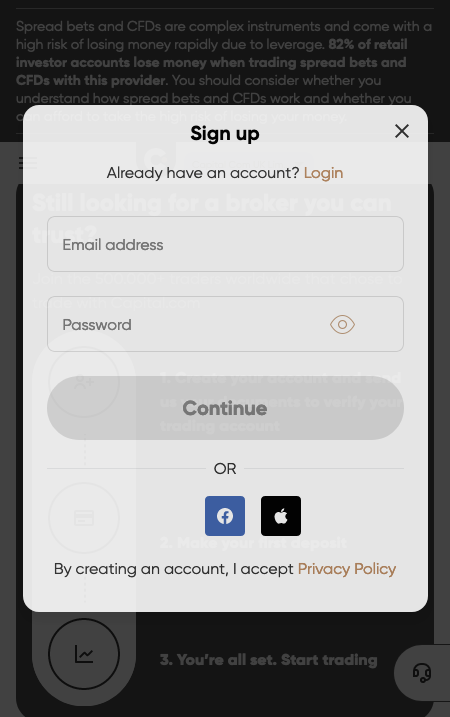 Spread bets and CFDs are complex instruments and come with a
high risk of losing money rapidly due to leverage. 82% of retail
investor accounts lose money when trading spread bets and
CFDs with this provider. You should consider whether you
understand how spread bets and CFDs work and whether you
can afford to take the high risk of losing your money
Sign up
Already have an account? Login
Still looking for a broker you can
trust?
Email address
Password
1. Create your account and send
us your documents to verify your
trading account
Continue
OR
2. Make your first deposit
By creating an account, I accept Privacy Policy
3. You're all set. Start trading